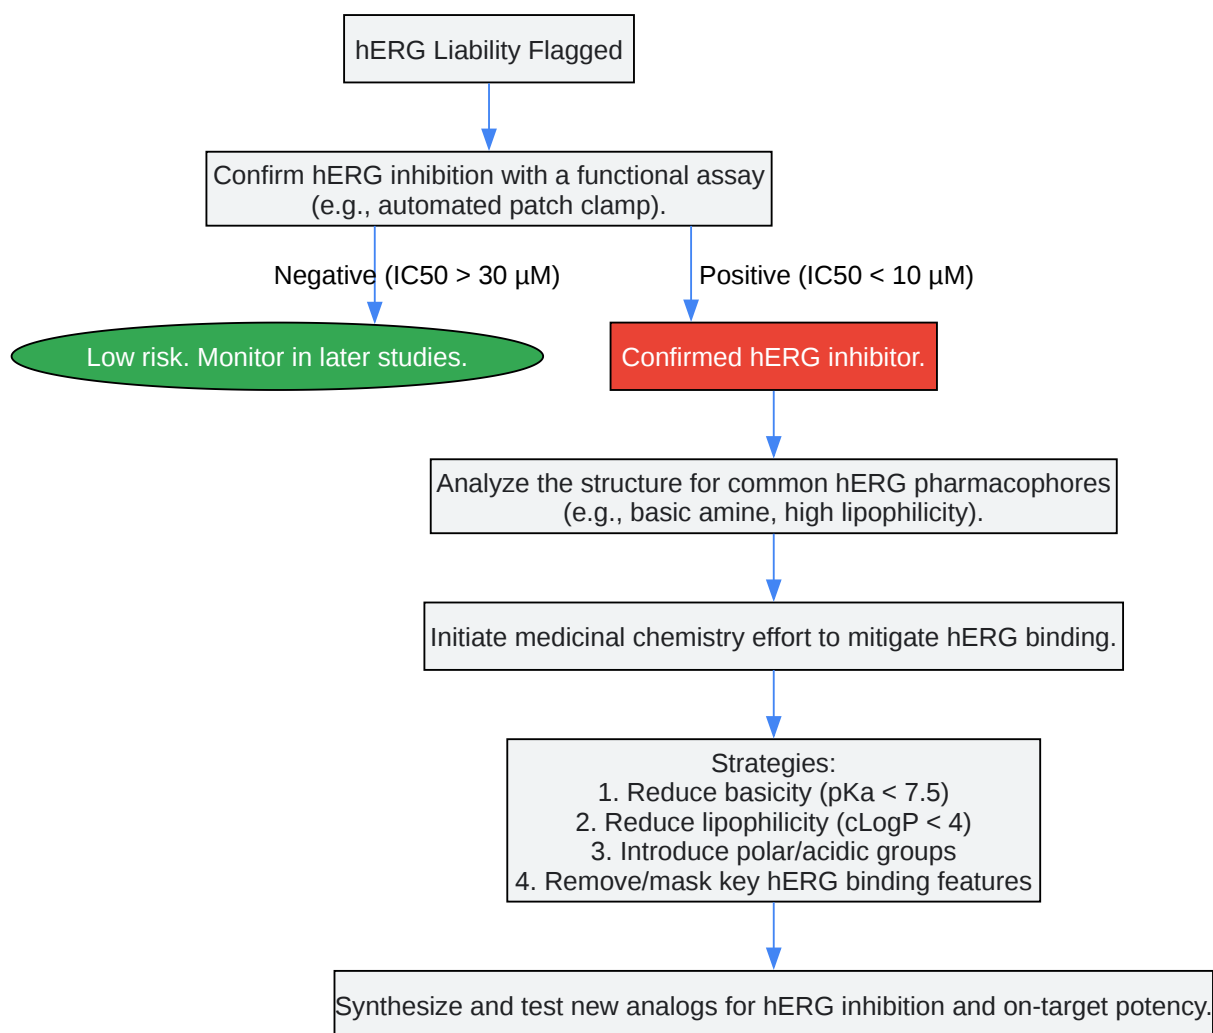 hERG Liability Flagged
Confirm hERG inhibition with a functional assay
(e.g., automated patch clamp).
Negative (IC50 > 30 µM)
Positive (IC50 < 10 µM)
Low risk. Monitor in later studies.
Confirmed hERG inhibitor.
Analyze the structure for common hERG pharmacophores
(e.g., basic amine, high lipophilicity).
Initiate medicinal chemistry effort to mitigate hERG binding.
Strategies:
1. Reduce basicity (pKa < 7.5)
2. Reduce lipophilicity (cLogP < 4)
3. Introduce polar/acidic groups
4. Remove/mask key hERG binding features
Synthesize and test new analogs for hERG inhibition and on-target potency.